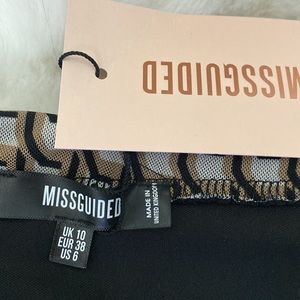 MISSGUIDED
MISSGUIDED
UK 10
EUR 38
US 6
MADE IN
UNITED KINGDOM